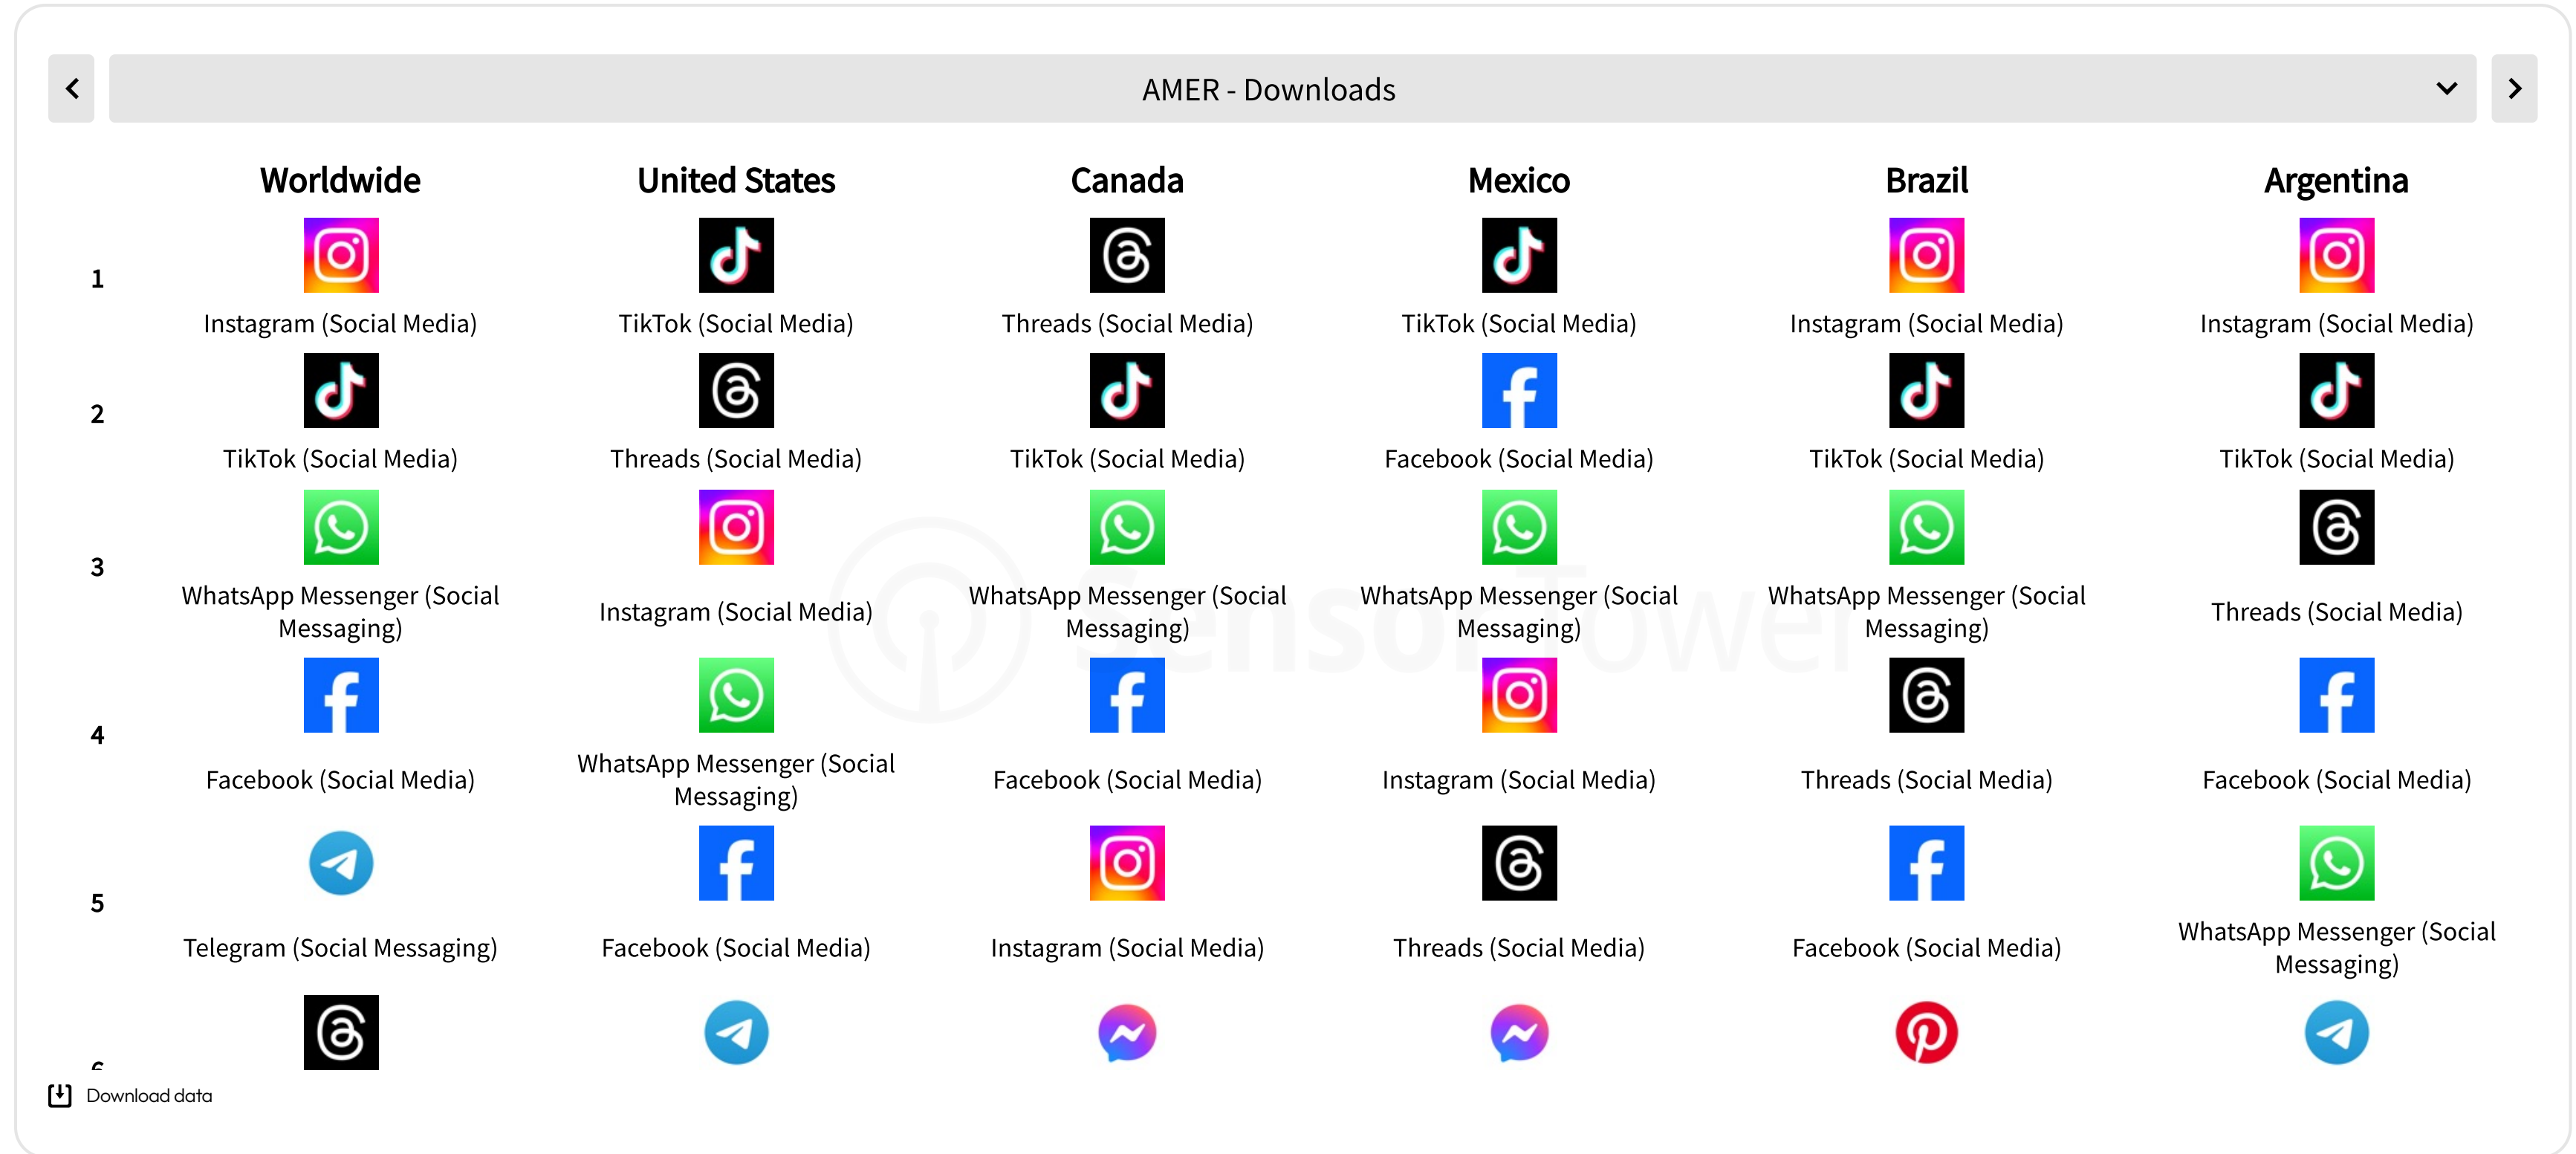 AMER - Downloads
Worldwide United States Canada Mexico Brazil Argentina
1
Instagram (Social Media) TikTok (Social Media) Threads (Social Media) TikTok (Social Media) Instagram (Social Media) Instagram (Social Media)
2
TikTok (Social Media) Threads (Social Media) TikTok (Social Media) Facebook (Social Media) TikTok (Social Media) TikTok (Social Media)
3
WhatsApp Messenger (Social WhatsApp Messenger (Social WhatsApp Messenger (Social WhatsApp Messenger (Social
Instagram (Social Media) Threads (Social Media)
Messaging) Messaging) Messaging) Messaging)
SensorTower
4
WhatsApp Messenger (Social
Facebook (Social Media) Facebook (Social Media) Instagram (Social Media) Threads (Social Media) Facebook (Social Media)
Messaging)
5
WhatsApp Messenger (Social
Telegram (Social Messaging) Facebook (Social Media) Instagram (Social Media) Threads (Social Media) Facebook (Social Media)
Messaging)
Download data